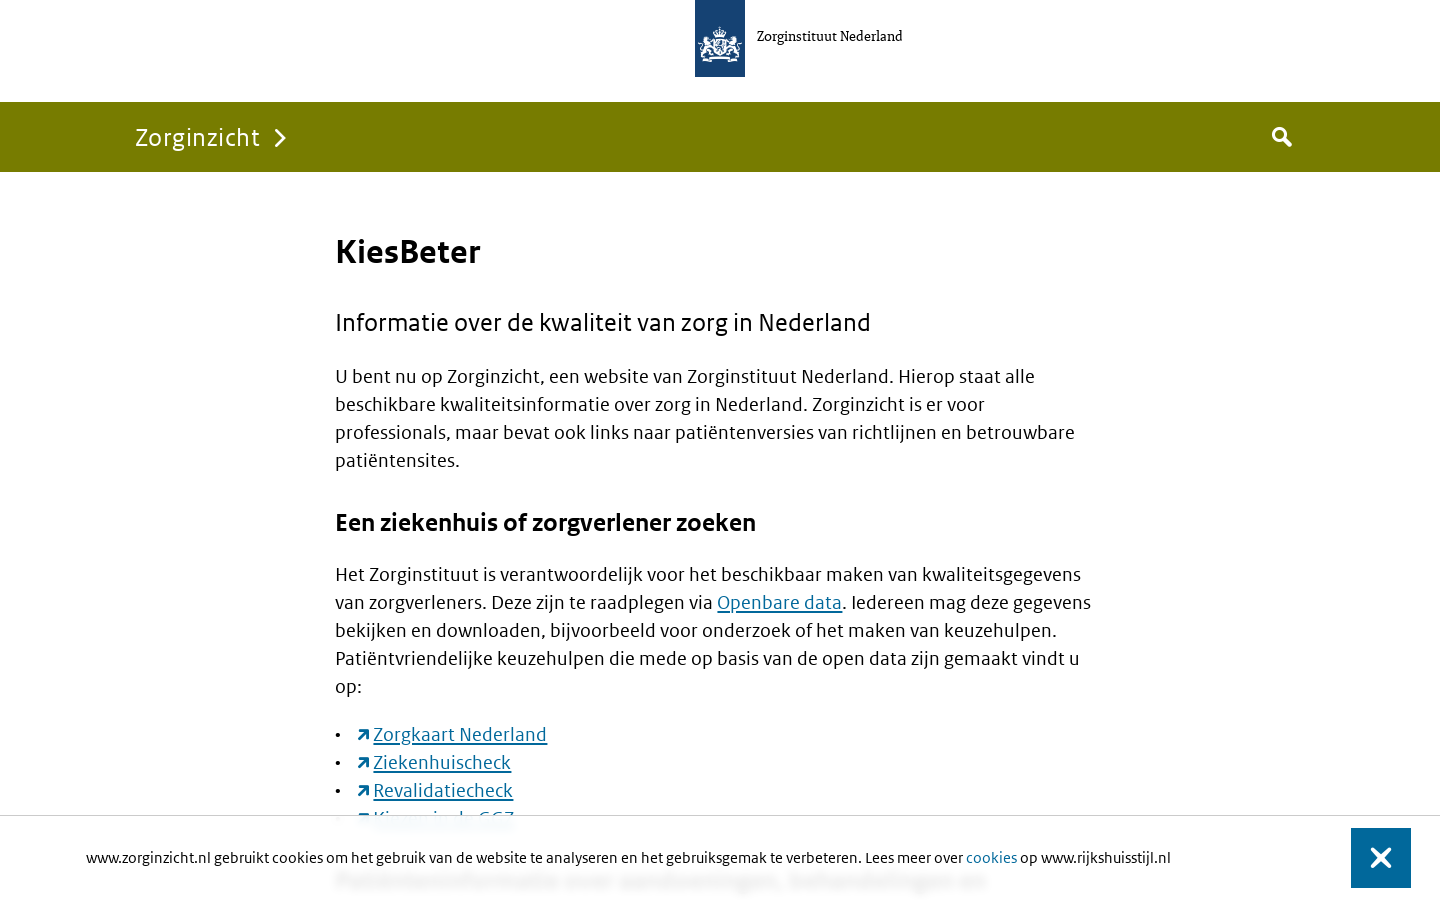 Zorginstituut Nederland
Zorginzicht
KiesBeter
Informatie over de kwaliteit van zorg in Nederland
U bent nu op Zorginzicht, een website van Zorginstituut Nederland. Hierop staat alle
beschikbare kwaliteitsinformatie over zorg in Nederland. Zorginzicht is er voor
professionals, maar bevat ook links naar patiëntenversies van richtlijnen en betrouwbare
patiëntensites.
Een ziekenhuis of zorgverlener zoeken
Het Zorginstituut is verantwoordelijk voor het beschikbaar maken van kwaliteitsgegevens
van zorgverleners. Deze zijn te raadplegen via Openbare data. Iedereen mag deze gegevens
bekijken en downloaden, bijvoorbeeld voor onderzoek of het maken van keuzehulpen.
Patiëntvriendelijke keuzehulpen die mede op basis van de open data zijn gemaakt vindt u
op:
• Zorgkaart Nederland
• Ziekenhuischeck
• Revalidatiecheck
www.zorginzicht.nl gebruikt cookies om het gebruik van de website te analyseren en het gebruiksgemak te verbeteren. Lees meer over cookies op www.rijkshuisstijl.nl